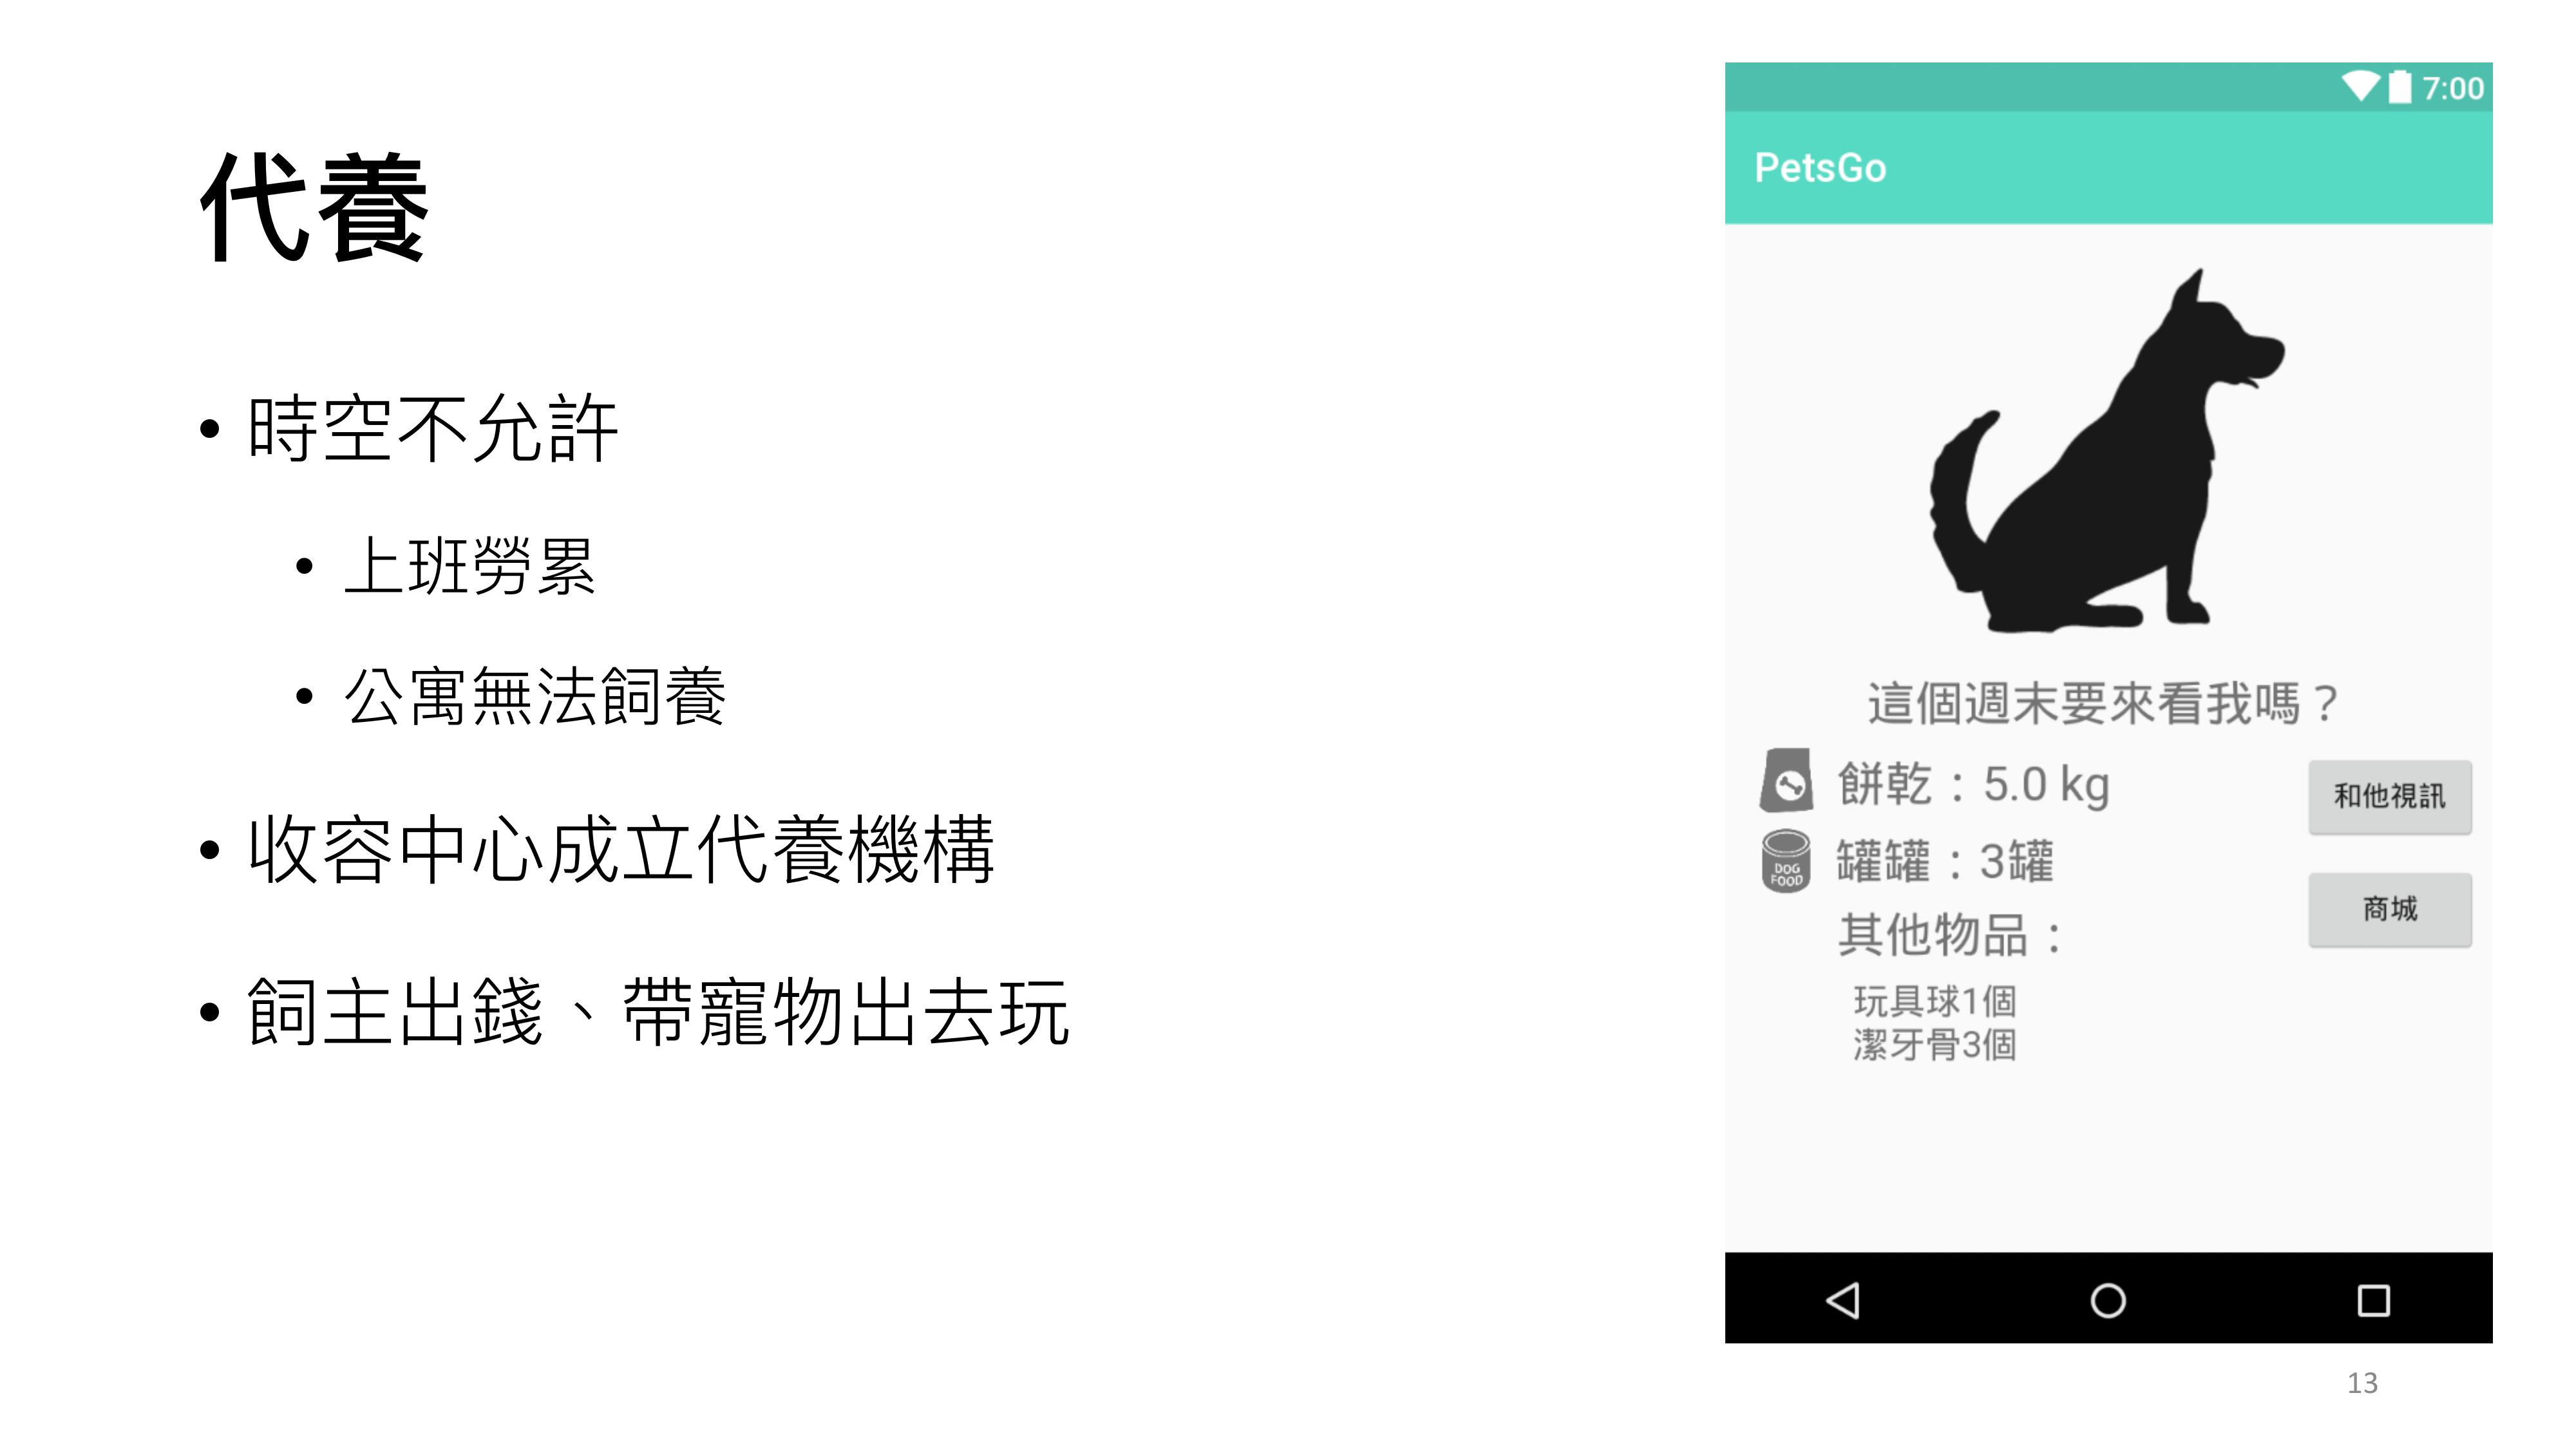 代養
• 時空不允許
• 上班勞累
• 公寓無法飼養
• 收容中心成立代養機構
• 飼主出錢、帶寵物出去玩
7:00
PetsGo
這個週末要來看我嗎？
餅乾：5.0 kg
和他視訊
DOG
FOOD
罐罐：3罐
商城
其他物品：
玩具球1個
潔牙骨3個
13